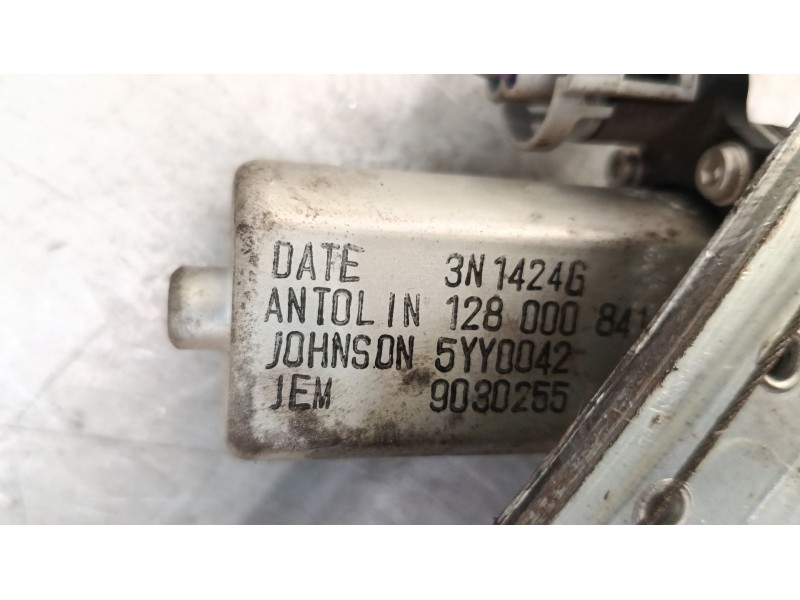 DATE 3N1424G
ANTOLIN 128 000 841
JOHNSON 5YY0042
JEM 9030255